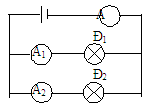 A
A₁ Đ₁
A₂ Đ₂